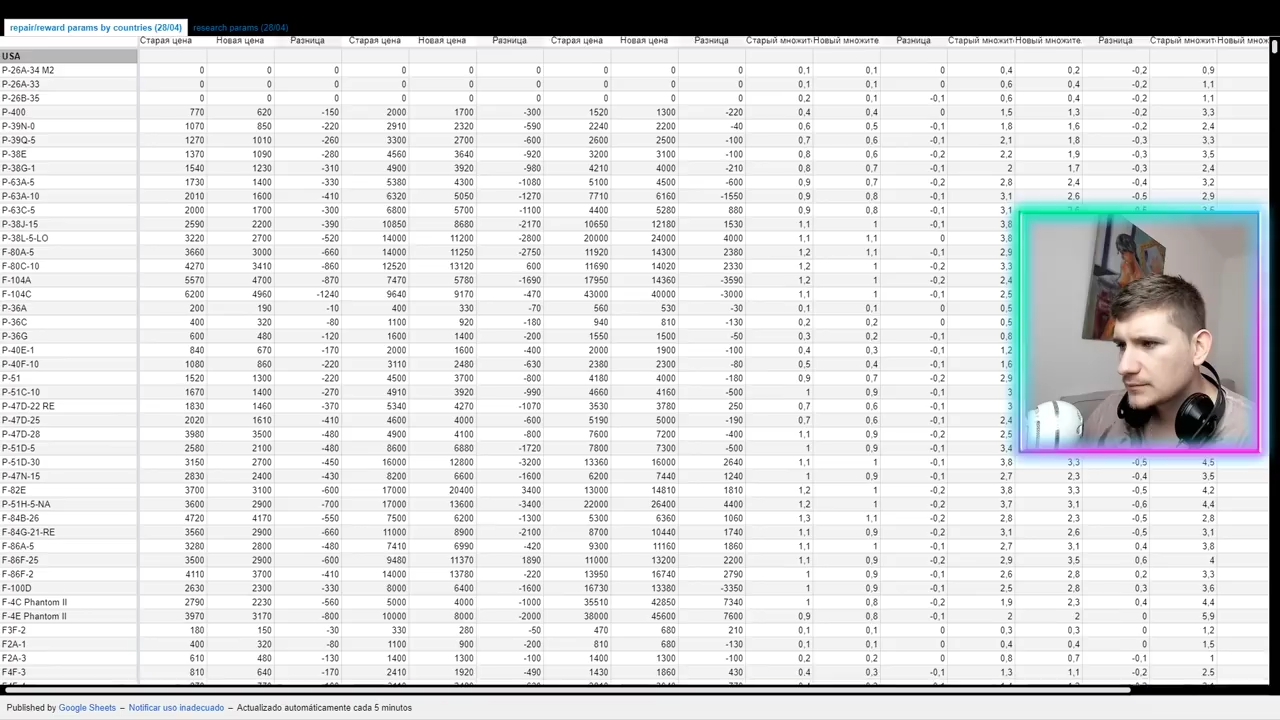 repair/reward params by countries (28/04) research params (28/04)
Старая цена Новая цена Разница Старая цена Новая цена Разница Старая цена Новая цена Разница Старый множит Новый множите Разница Старый множит Новый множите. Разница Старый множит Новый множ
USA
P-26A-34 M2 0 0 0 0 0 0 0 0 0 0,1 0,1 0 0,4 0,2 -0,2 0,9
P-26A-33 0 0 0 0 0 0 0 0 0 0,1 0,1 0 0,6 0,4 -0,2 1,1
P-26B-35 0 0 0 0 0 0 0 0 0 0,2 0,1 -0,1 0,6 0,4 -0,2 1,1
P-400 770 620 -150 2000 1700 -300 1520 1300 -220 0,4 0,4 0 1,5 1,3 -0,2 3,3
P-39N-0 1070 850 -220 2910 2320 -590 2240 2200 -40 0,6 0,5 -0,1 1,8 1,6 -0,2 2,4
P-39Q-5 1270 1010 -260 3300 2700 -600 2600 2500 -100 0,7 0,6 -0,1 2,1 1,8 -0,3 3,3
P-38E 1370 1090 -280 4560 3640 -920 3200 3100 -100 0,8 0,6 -0,2 2,2 1,9 -0,3 3,5
P-38G-1 1540 1230 -310 4900 3920 -980 4210 4000 -210 0,8 0,7 -0,1 2 1,7 -0,3 2,4
P-63A-5 1730 1400 -330 5380 4300 -1080 5100 4500 -600 0,9 0,7 -0,2 2,8 2,4 -0,4 3,2
P-63A-10 2010 1600 -410 6320 5050 -1270 7710 6160 -1550 0,9 0,8 -0,1 3,1 2,6 -0,5 2,9
P-63C-5 2000 1700 -300 6800 5700 -1100 4400 5280 880 0,9 0,8 -0,1 3,1 2,6 -0,5 3,5
P-38J-15 2590 2200 -390 10850 8680 -2170 10650 12180 1530 1,1 1 -0,1 3,8
P-38L-5-LO 3220 2700 -520 14000 11200 -2800 20000 24000 4000 1,1 1,1 0 3,8
F-80A-5 3660 3000 -660 14000 11250 -2750 11920 14300 2380 1,2 1,1 -0,1 2,9
F-80C-10 4270 3410 -860 12520 13120 600 11690 14020 2330 1,2 1 -0,1 3,3
F-104A 5570 4700 -870 7470 5780 -1690 17950 14360 -3590 1,2 1 -0,1 2,4
F-104C 6200 4960 -1240 9640 9170 -470 43000 40000 -3000 1,1 1 -0,1 2,5
P-36A 200 190 -10 400 330 -70 560 530 -30 0,1 0,1 0 0,5
P-36C 400 320 -80 1100 920 -180 940 810 -130 0,2 0,2 0 0,5
P-36G 600 480 -120 1600 1400 -200 1550 1500 -50 0,3 0,2 -0,1 0,8
P-40E-1 840 670 -170 2000 1600 -400 2000 1900 -100 0,4 0,3 -0,1 1,2
P-40F-10 1080 860 -220 3110 2480 -630 2380 2300 -80 0,5 0,4 -0,1 1,6
P-51 1520 1300 -220 4500 3700 -800 4180 4000 -180 0,9 0,7 -0,2 2,9
P-51C-10 1670 1400 -270 4910 3920 -990 4660 4160 -500 1 0,9 -0,1 3
P-47D-22 RE 1830 1460 -370 5340 4270 -1070 3530 3780 250 0,7 0,6 -0,1 3
P-47D-25 2020 1610 -410 4600 4000 -600 5190 5000 -190 0,7 0,6 -0,1 2,4
P-47D-28 3980 3500 -480 4900 4100 -800 7600 7200 -400 1,1 0,9 -0,2 2,5
P-51D-5 2580 2100 -480 8600 6880 -1720 7800 7300 -500 1 0,9 -0,1 3,4
P-51D-30 3150 2700 -450 16000 12800 -3200 13360 16000 2640 1,1 1 -0,1 3,8 3,3 -0,5 4,5
P-47N-15 2830 2400 -430 8200 6600 -1600 6200 7440 1240 1 0,9 -0,1 2,7 2,3 -0,4 3,5
F-82E 3700 3100 -600 17000 20400 3400 13000 14810 1810 1,2 1 -0,2 3,8 3,3 -0,5 4,2
P-51H-5-NA 3600 2900 -700 17000 13600 -3400 22000 26400 4400 1,2 1 -0,2 3,7 3,1 -0,6 4,4
F-84B-26 4720 4170 -550 7500 6200 -1300 5300 6360 1060 1,3 1,1 -0,2 2,8 2,3 -0,5 2,8
F-84G-21-RE 3560 2900 -660 11000 8900 -2100 8700 10440 1740 1,1 0,9 -0,2 3,1 2,6 -0,5 3,1
F-86A-5 3280 2800 -480 7410 6990 -420 9300 11160 1860 1,1 1 -0,1 2,7 3,1 0,4 3,8
F-86F-25 3500 2900 -600 9480 11370 1890 11000 13200 2200 1,1 0,9 -0,2 2,9 3,5 0,6 4
F-86F-2 4110 3700 -410 14000 13780 -220 13950 16740 2790 1 0,9 -0,1 2,6 2,8 0,2 3,3
F-100D 2630 2300 -330 8000 6400 -1600 16730 13380 -3350 1 0,9 -0,1 2,5 2,8 0,3 3,6
F-4C Phantom II 2790 2230 -560 5000 4000 -1000 35510 42850 7340 1 0,8 -0,2 1,9 2,3 0,4 4,4
F-4E Phantom II 3970 3170 -800 10000 8000 -2000 38000 45600 7600 0,9 0,8 -0,1 2 2 0 5,9
F3F-2 180 150 -30 330 280 -50 470 680 210 0,1 0,1 0 0,3 0,3 0 1,2
F2A-1 400 320 -80 1100 900 -200 810 680 -130 0,1 0,1 0 0,4 0,4 0 1,5
F2A-3 610 480 -130 1400 1300 -100 1400 1300 -100 0,2 0,2 0 0,8 0,7 -0,1 1
F4F-3 810 640 -170 2410 1920 -490 1430 1860 430 0,4 0,3 -0,1 1,3 1,1 -0,2 2,5
Published by Google Sheets – Notificar uso inadecuado – Actualizado automáticamente cada 5 minutos